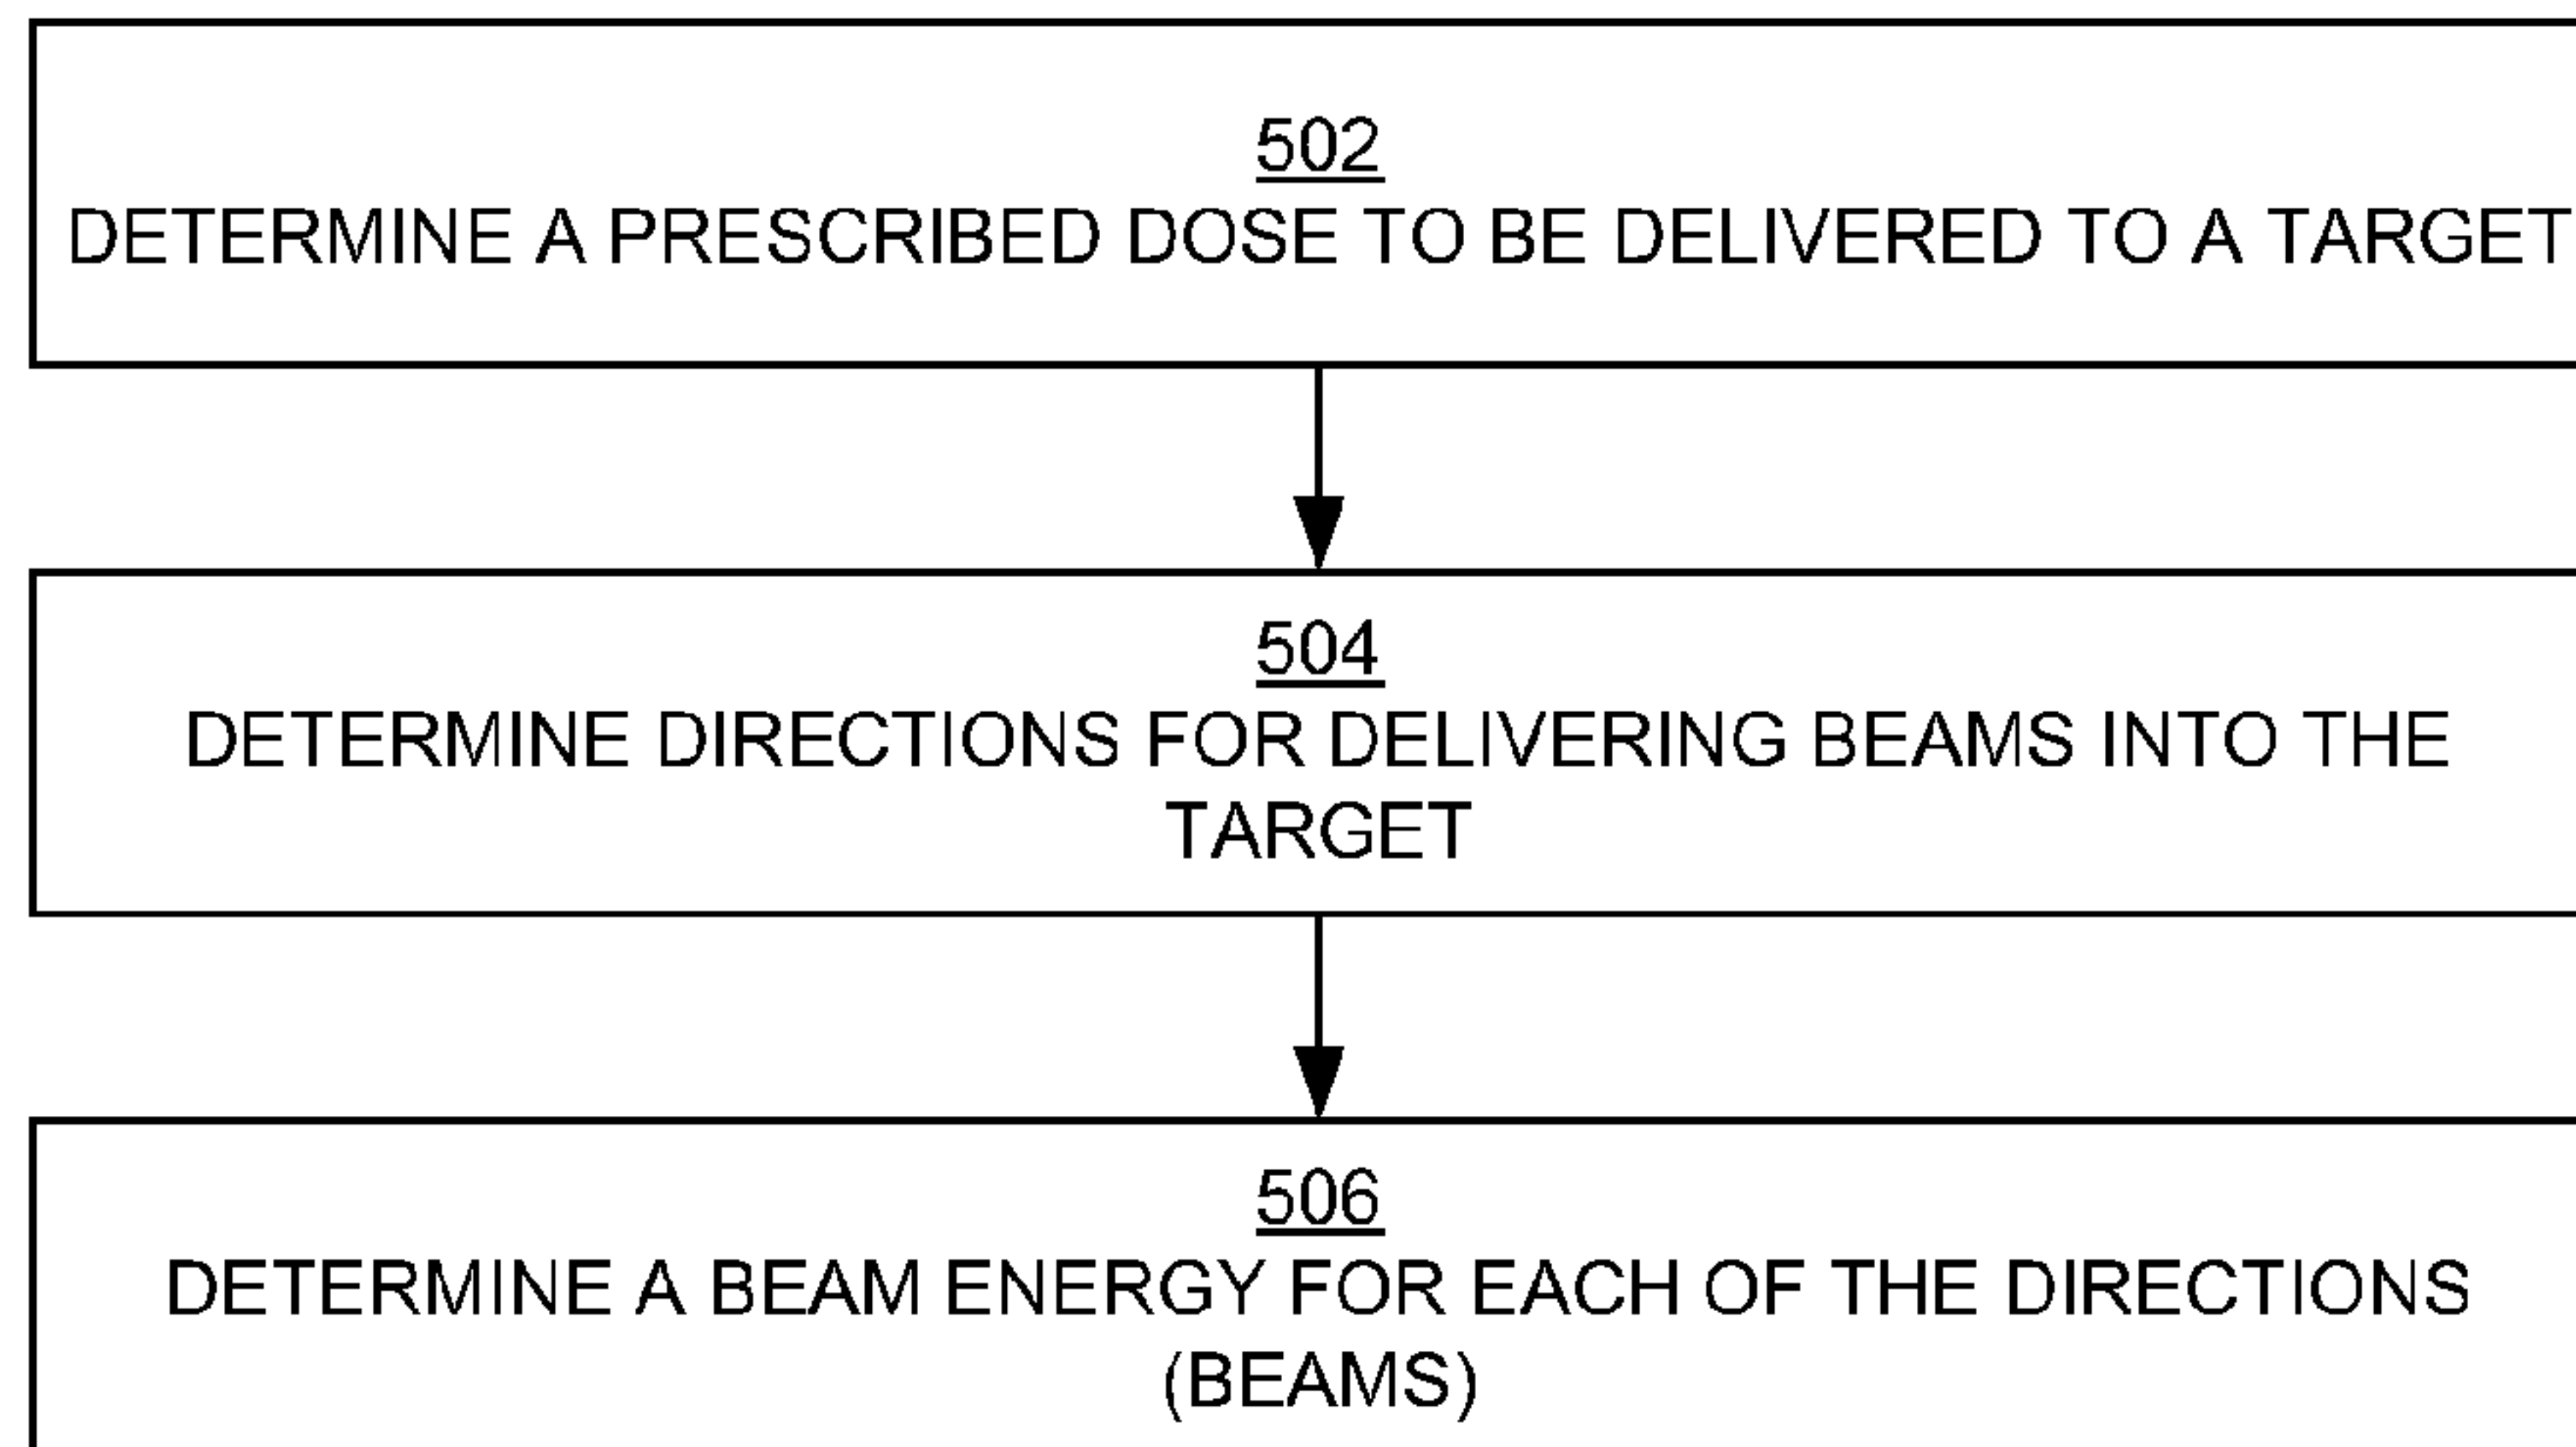 502
DETERMINE A PRESCRIBED DOSE TO BE DELIVERED TO A TARGET
504
DETERMINE DIRECTIONS FOR DELIVERING BEAMS INTO THE
TARGET
506
DETERMINE A BEAM ENERGY FOR EACH OF THE DIRECTIONS
(BEAMS)